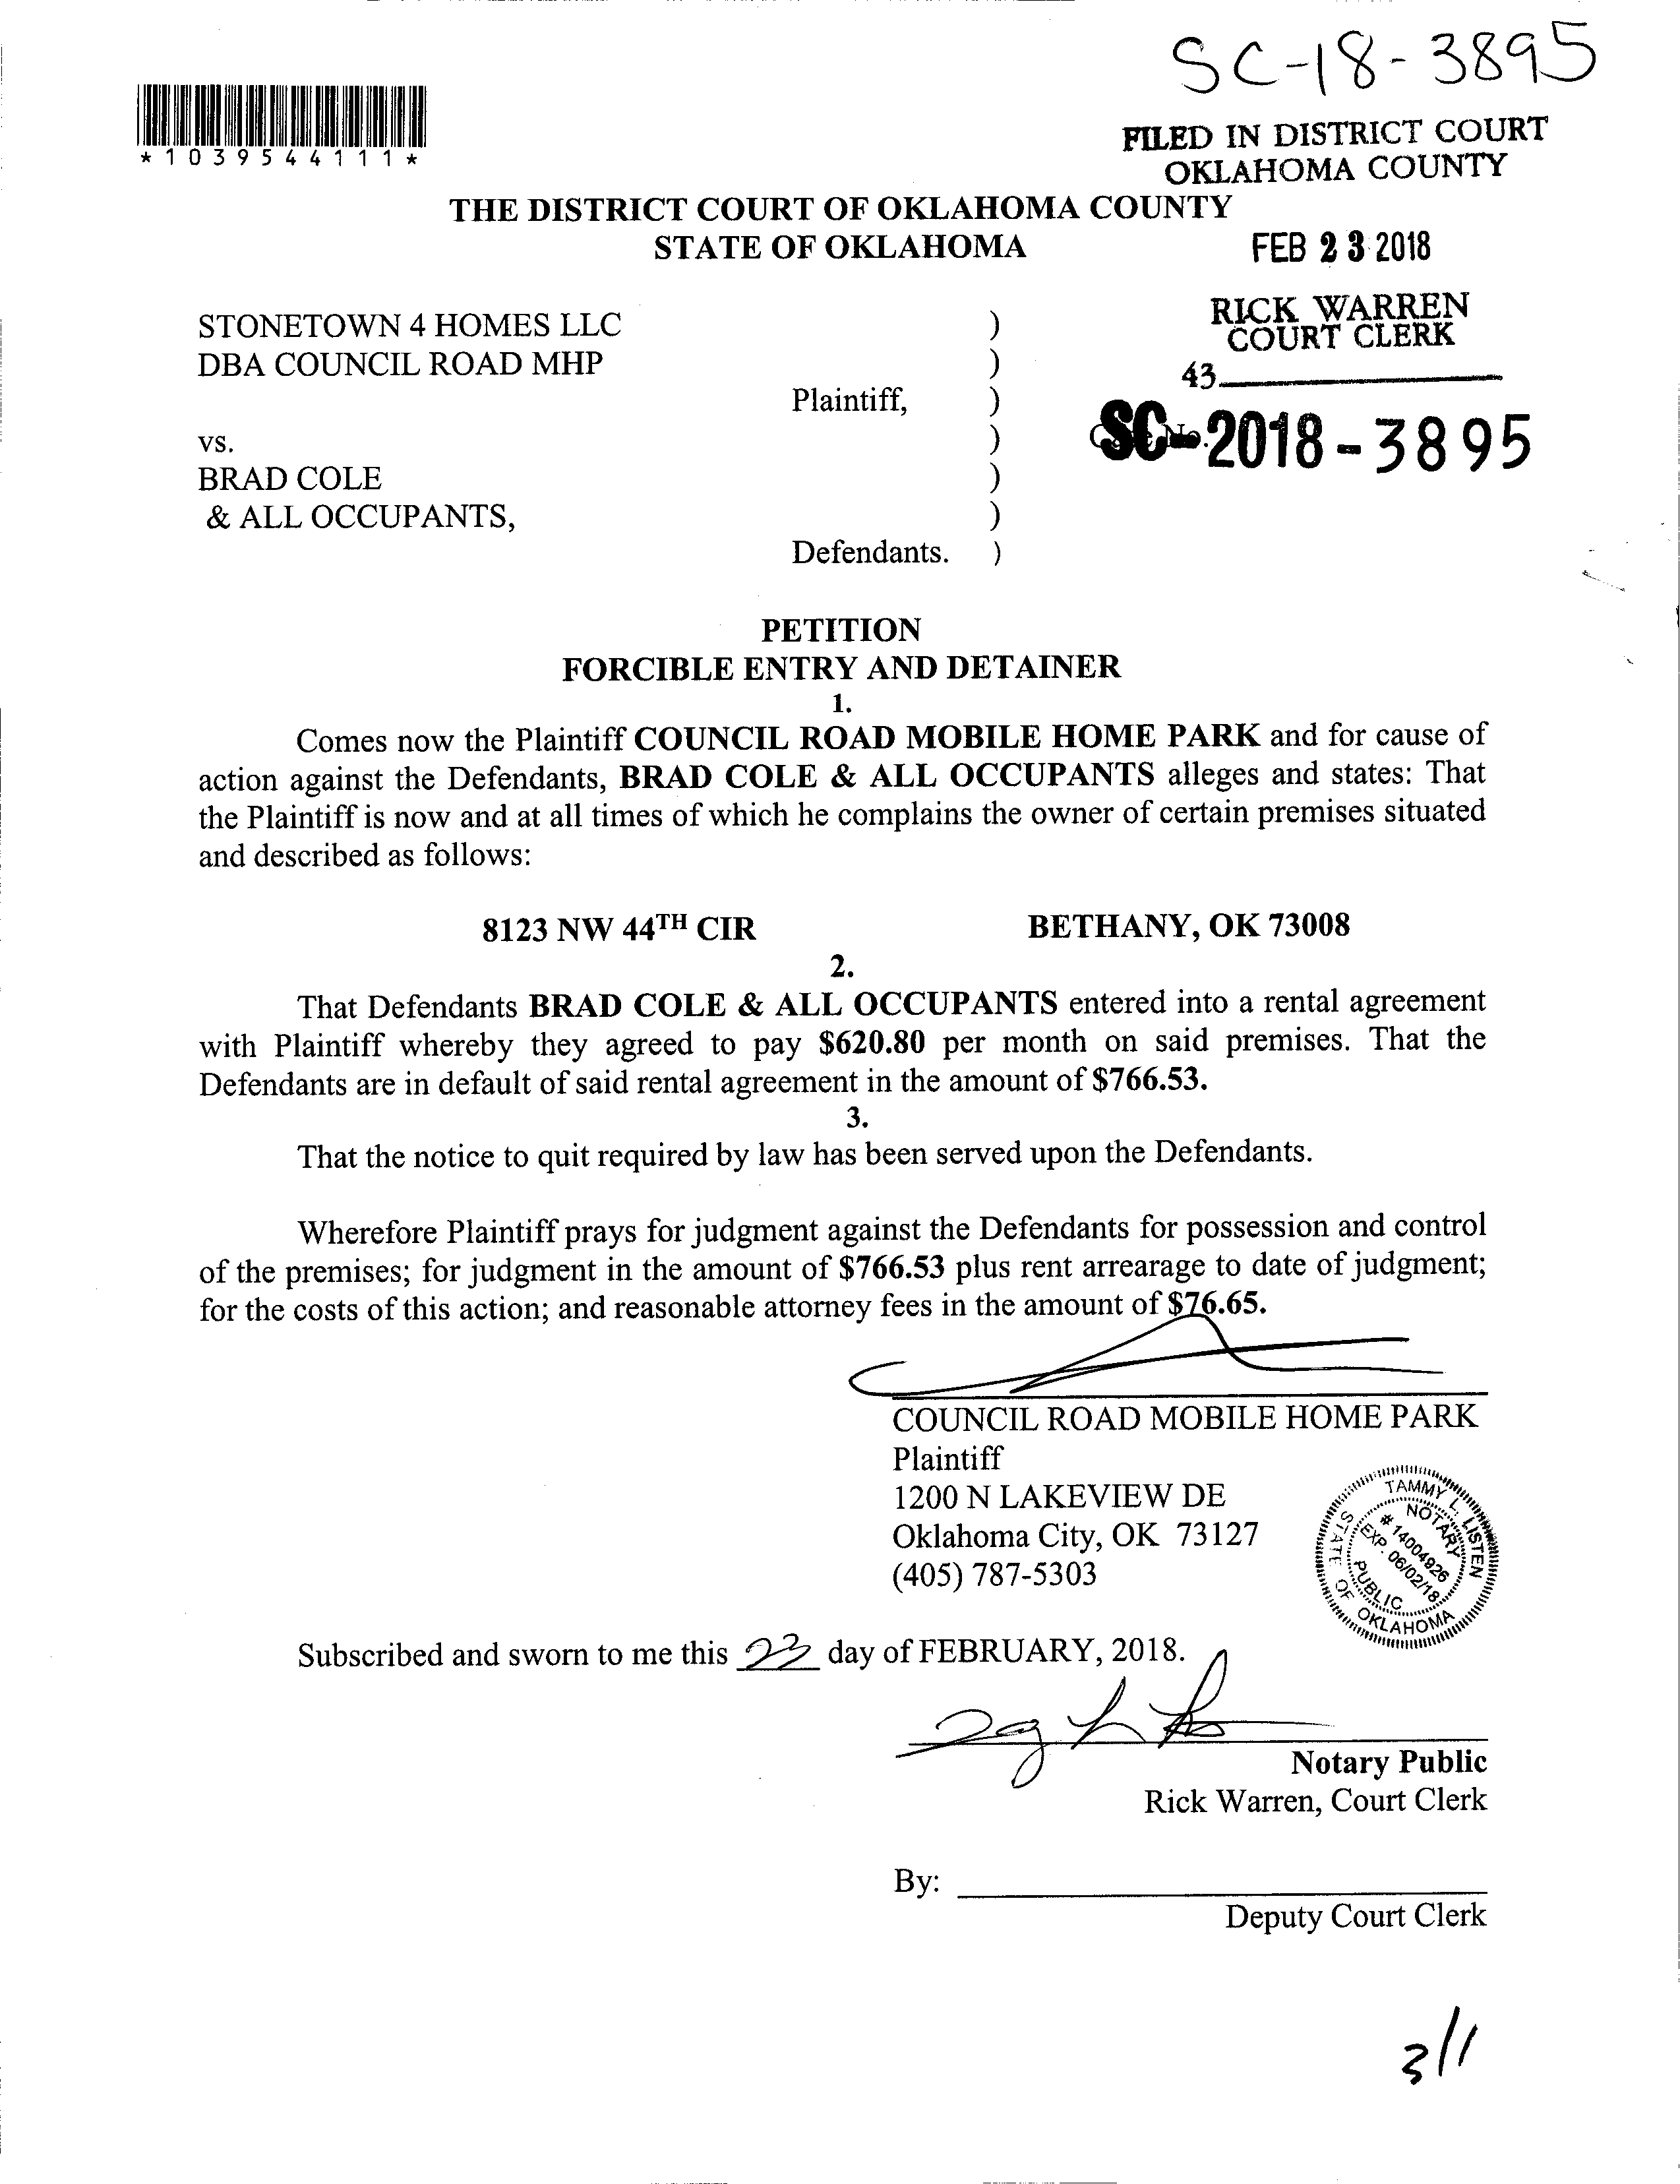 SC-18-3895
*1039544111*
FILED IN DISTRICT COURT
OKLAHOMA COUNTY
THE DISTRICT COURT OF OKLAHOMA COUNTY
STATE OF OKLAHOMA
FEB 23 2018
STONETOWN 4 HOMES LLC )
DBA COUNCIL ROAD MHP )
RICK WARREN
COURT CLERK
43
Plaintiff, )
vs. )
SC-2018-3895
BRAD COLE )
& ALL OCCUPANTS, )
Defendants. )
PETITION
FORCIBLE ENTRY AND DETAINER
1.
Comes now the Plaintiff COUNCIL ROAD MOBILE HOME PARK and for cause of
action against the Defendants, BRAD COLE & ALL OCCUPANTS alleges and states: That
the Plaintiff is now and at all times of which he complains the owner of certain premises situated
and described as follows:
8123 NW 44TH CIR BETHANY, OK 73008
2.
That Defendants BRAD COLE & ALL OCCUPANTS entered into a rental agreement
with Plaintiff whereby they agreed to pay $620.80 per month on said premises. That the
Defendants are in default of said rental agreement in the amount of $766.53.
3.
That the notice to quit required by law has been served upon the Defendants.
Wherefore Plaintiff prays for judgment against the Defendants for possession and control
of the premises; for judgment in the amount of $766.53 plus rent arrearage to date of judgment;
for the costs of this action; and reasonable attorney fees in the amount of $76.65.
COUNCIL ROAD MOBILE HOME PARK
Plaintiff
1200 N LAKEVIEW DE
Oklahoma City, OK 73127
(405) 787-5303
TAMMY L. LISTEN
NOTARY
# 14004926
EXP. 06/02/18
PUBLIC
STATE OF OKLAHOMA
Subscribed and sworn to me this 23 day of FEBRUARY, 2018.
Notary Public
Rick Warren, Court Clerk
By:
Deputy Court Clerk
3/1